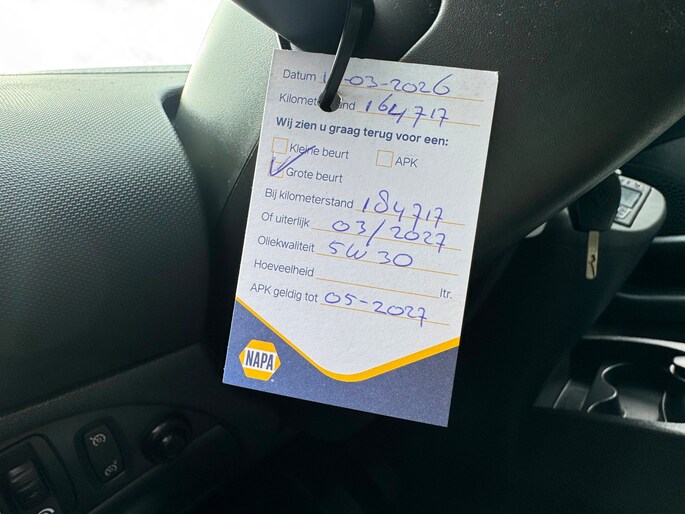 Datum -03-2026
Kilometerstand 164717
Wij zien u graag terug voor een:
Kleine beurt APK
Grote beurt
Bij kilometerstand 184717
Of uiterlijk 03/2027
Oliekwaliteit 5W30
Hoeveelheid ltr.
APK geldig tot 05-2027
NAPA